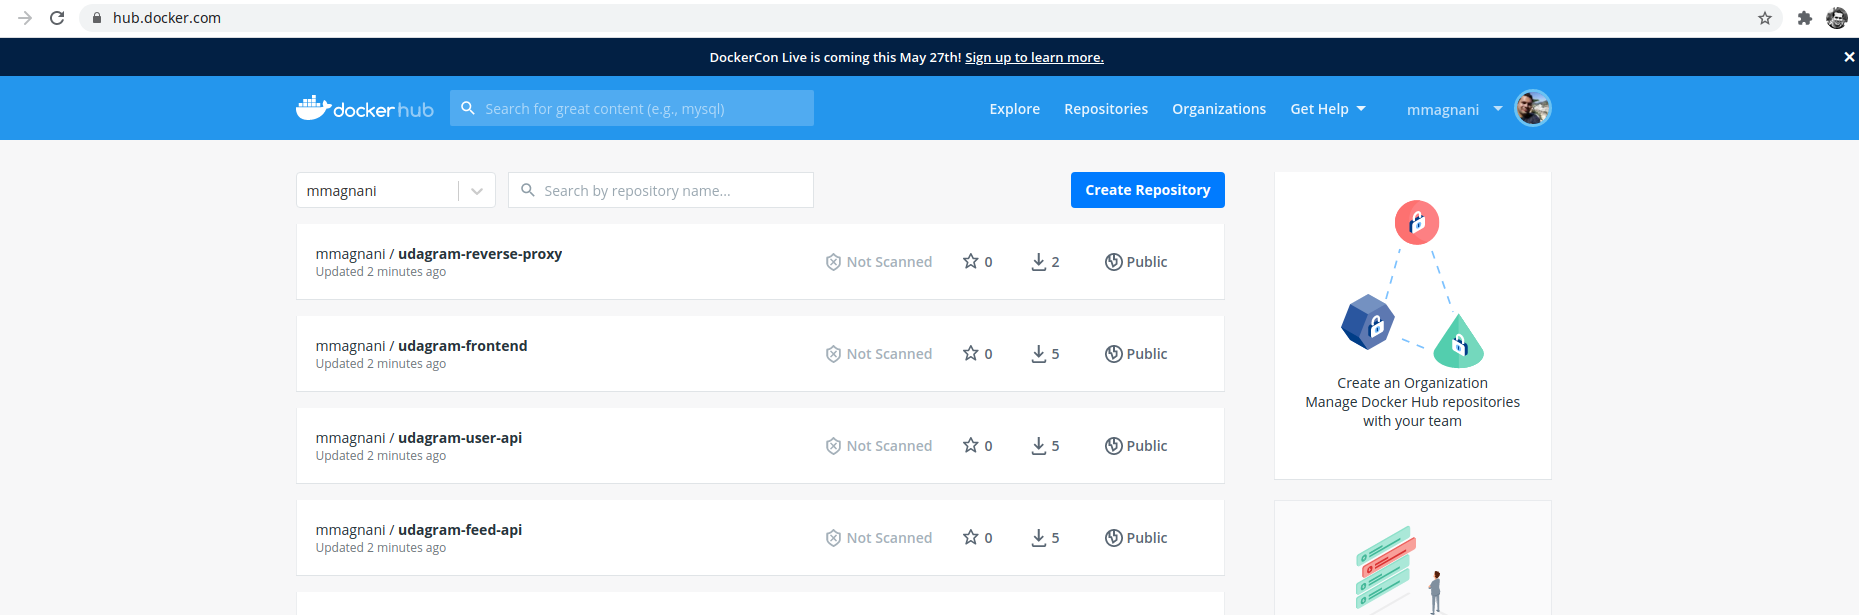 hub.docker.com
DockerCon Live is coming this May 27th! Sign up to learn more.
docker hub
Search for great content (e.g., mysql)
Explore
Repositories
Organizations
Get Help
mmagnani
mmagnani
Search by repository name...
Create Repository
mmagnani / udagram-reverse-proxy
Updated 2 minutes ago
Not Scanned
0
2
Public
mmagnani / udagram-frontend
Updated 2 minutes ago
Not Scanned
0
5
Public
mmagnani / udagram-user-api
Updated 2 minutes ago
Not Scanned
0
5
Public
mmagnani / udagram-feed-api
Updated 2 minutes ago
Not Scanned
0
5
Public
Create an Organization
Manage Docker Hub repositories
with your team